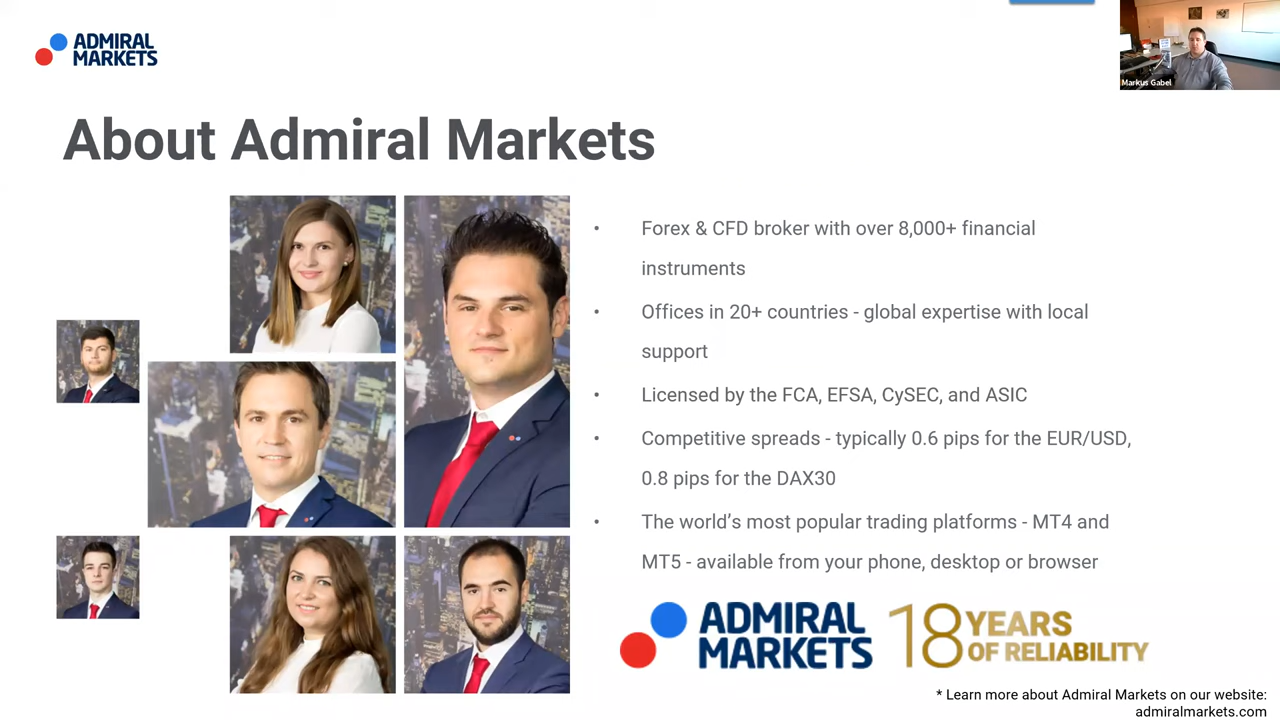 ADMIRAL
MARKETS
Markus Gabel
About Admiral Markets
• Forex & CFD broker with over 8,000+ financial
instruments
• Offices in 20+ countries - global expertise with local
support
• Licensed by the FCA, EFSA, CySEC, and ASIC
• Competitive spreads - typically 0.6 pips for the EUR/USD,
0.8 pips for the DAX30
• The world’s most popular trading platforms - MT4 and
MT5 - available from your phone, desktop or browser
ADMIRAL
MARKETS
18 YEARS
OF RELIABILITY
* Learn more about Admiral Markets on our website:
admiralmarkets.com